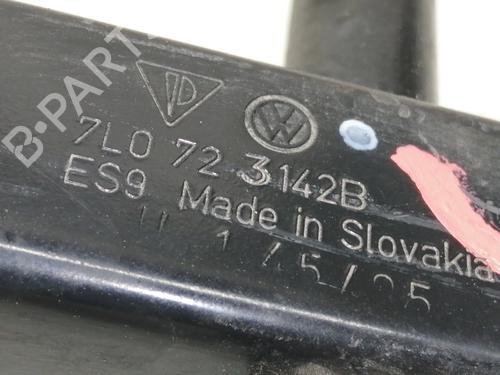 B-PARTS
7L0 72 3142B
ES9 Made in Slovakia